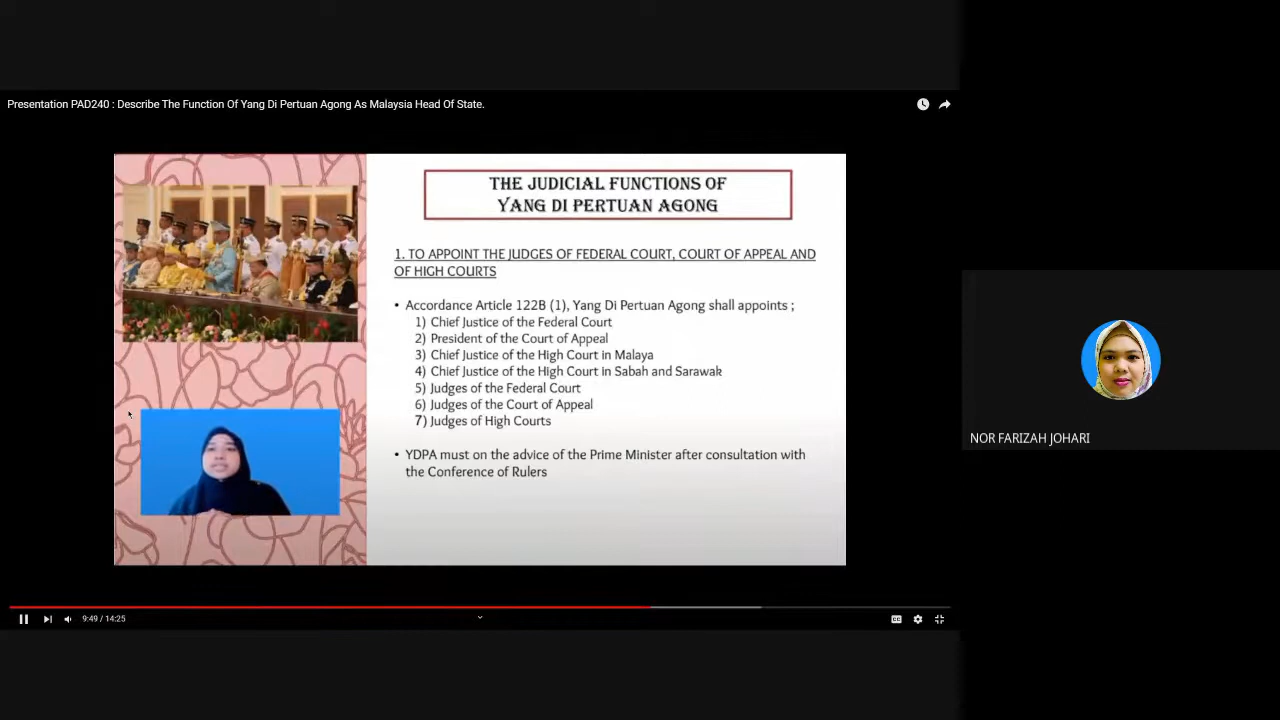 Presentation PAD240 : Describe The Function Of Yang Di Pertuan Agong As Malaysia Head Of State.
THE JUDICIAL FUNCTIONS OF
YANG DI PERTUAN AGONG
1. TO APPOINT THE JUDGES OF FEDERAL COURT, COURT OF APPEAL AND
OF HIGH COURTS
• Accordance Article 122B (1), Yang Di Pertuan Agong shall appoints ;
1) Chief Justice of the Federal Court
2) President of the Court of Appeal
3) Chief Justice of the High Court in Malaya
4) Chief Justice of the High Court in Sabah and Sarawak
5) Judges of the Federal Court
6) Judges of the Court of Appeal
7) Judges of High Courts
• YDPA must on the advice of the Prime Minister after consultation with
the Conference of Rulers
9:49 / 14:25
CC
NOR FARIZAH JOHARI